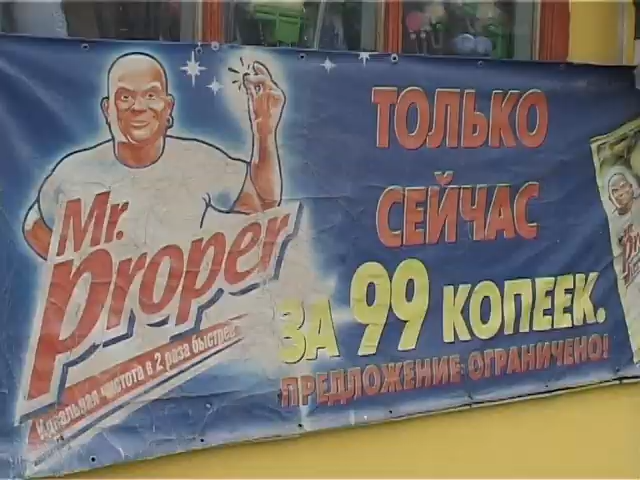 Mr.
Proper
Идеальная чистота в 2 раза быстрее
ТОЛЬКО
СЕЙЧАС
ЗА 99 КОПЕЕК.
ПРЕДЛОЖЕНИЕ ОГРАНИЧЕНО!